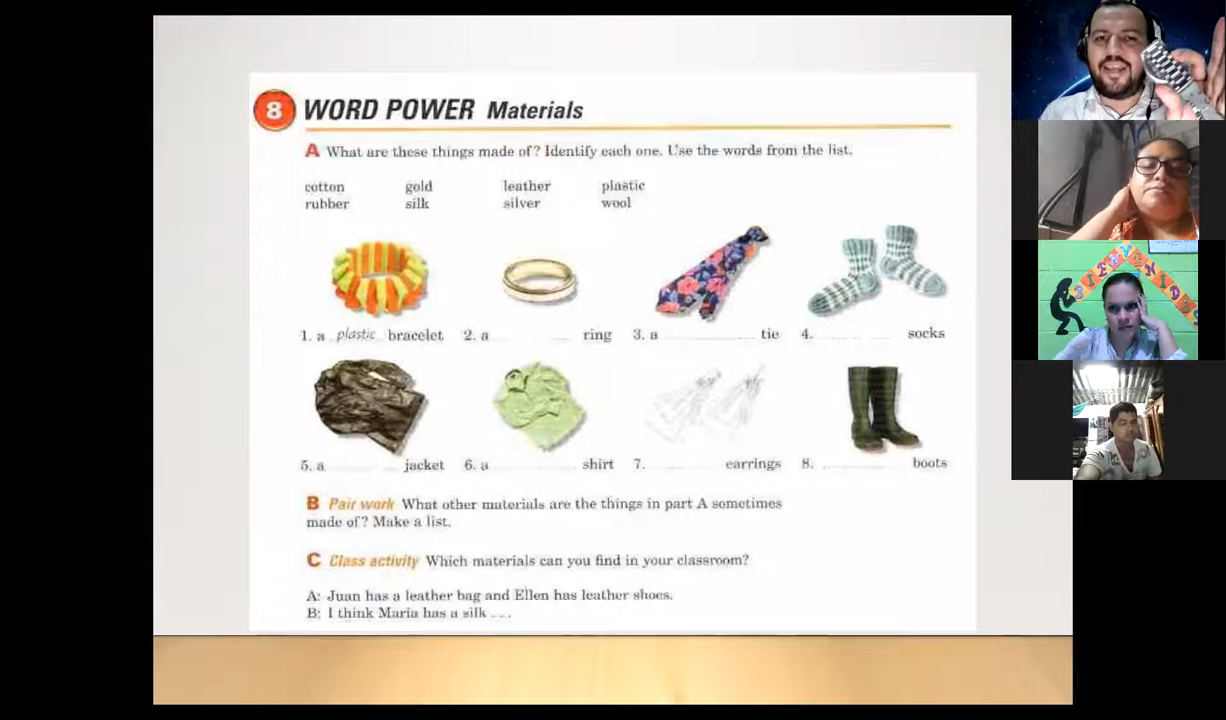 8 WORD POWER Materials
A What are these things made of? Identify each one. Use the words from the list.
cotton gold leather plastic
rubber silk silver wool
1. a plastic bracelet 2. a ring 3. a tie 4. socks
5. a jacket 6. a shirt 7. earrings 8. boots
B Pair work What other materials are the things in part A sometimes
made of? Make a list.
C Class activity Which materials can you find in your classroom?
A: Juan has a leather bag and Ellen has leather shoes.
B: I think Maria has a silk ...